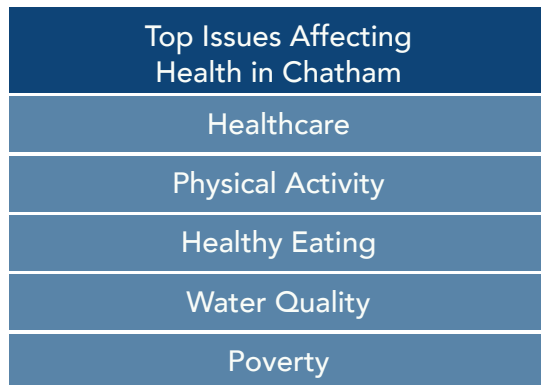 Top Issues Affecting
Health in Chatham
Healthcare
Physical Activity
Healthy Eating
Water Quality
Poverty